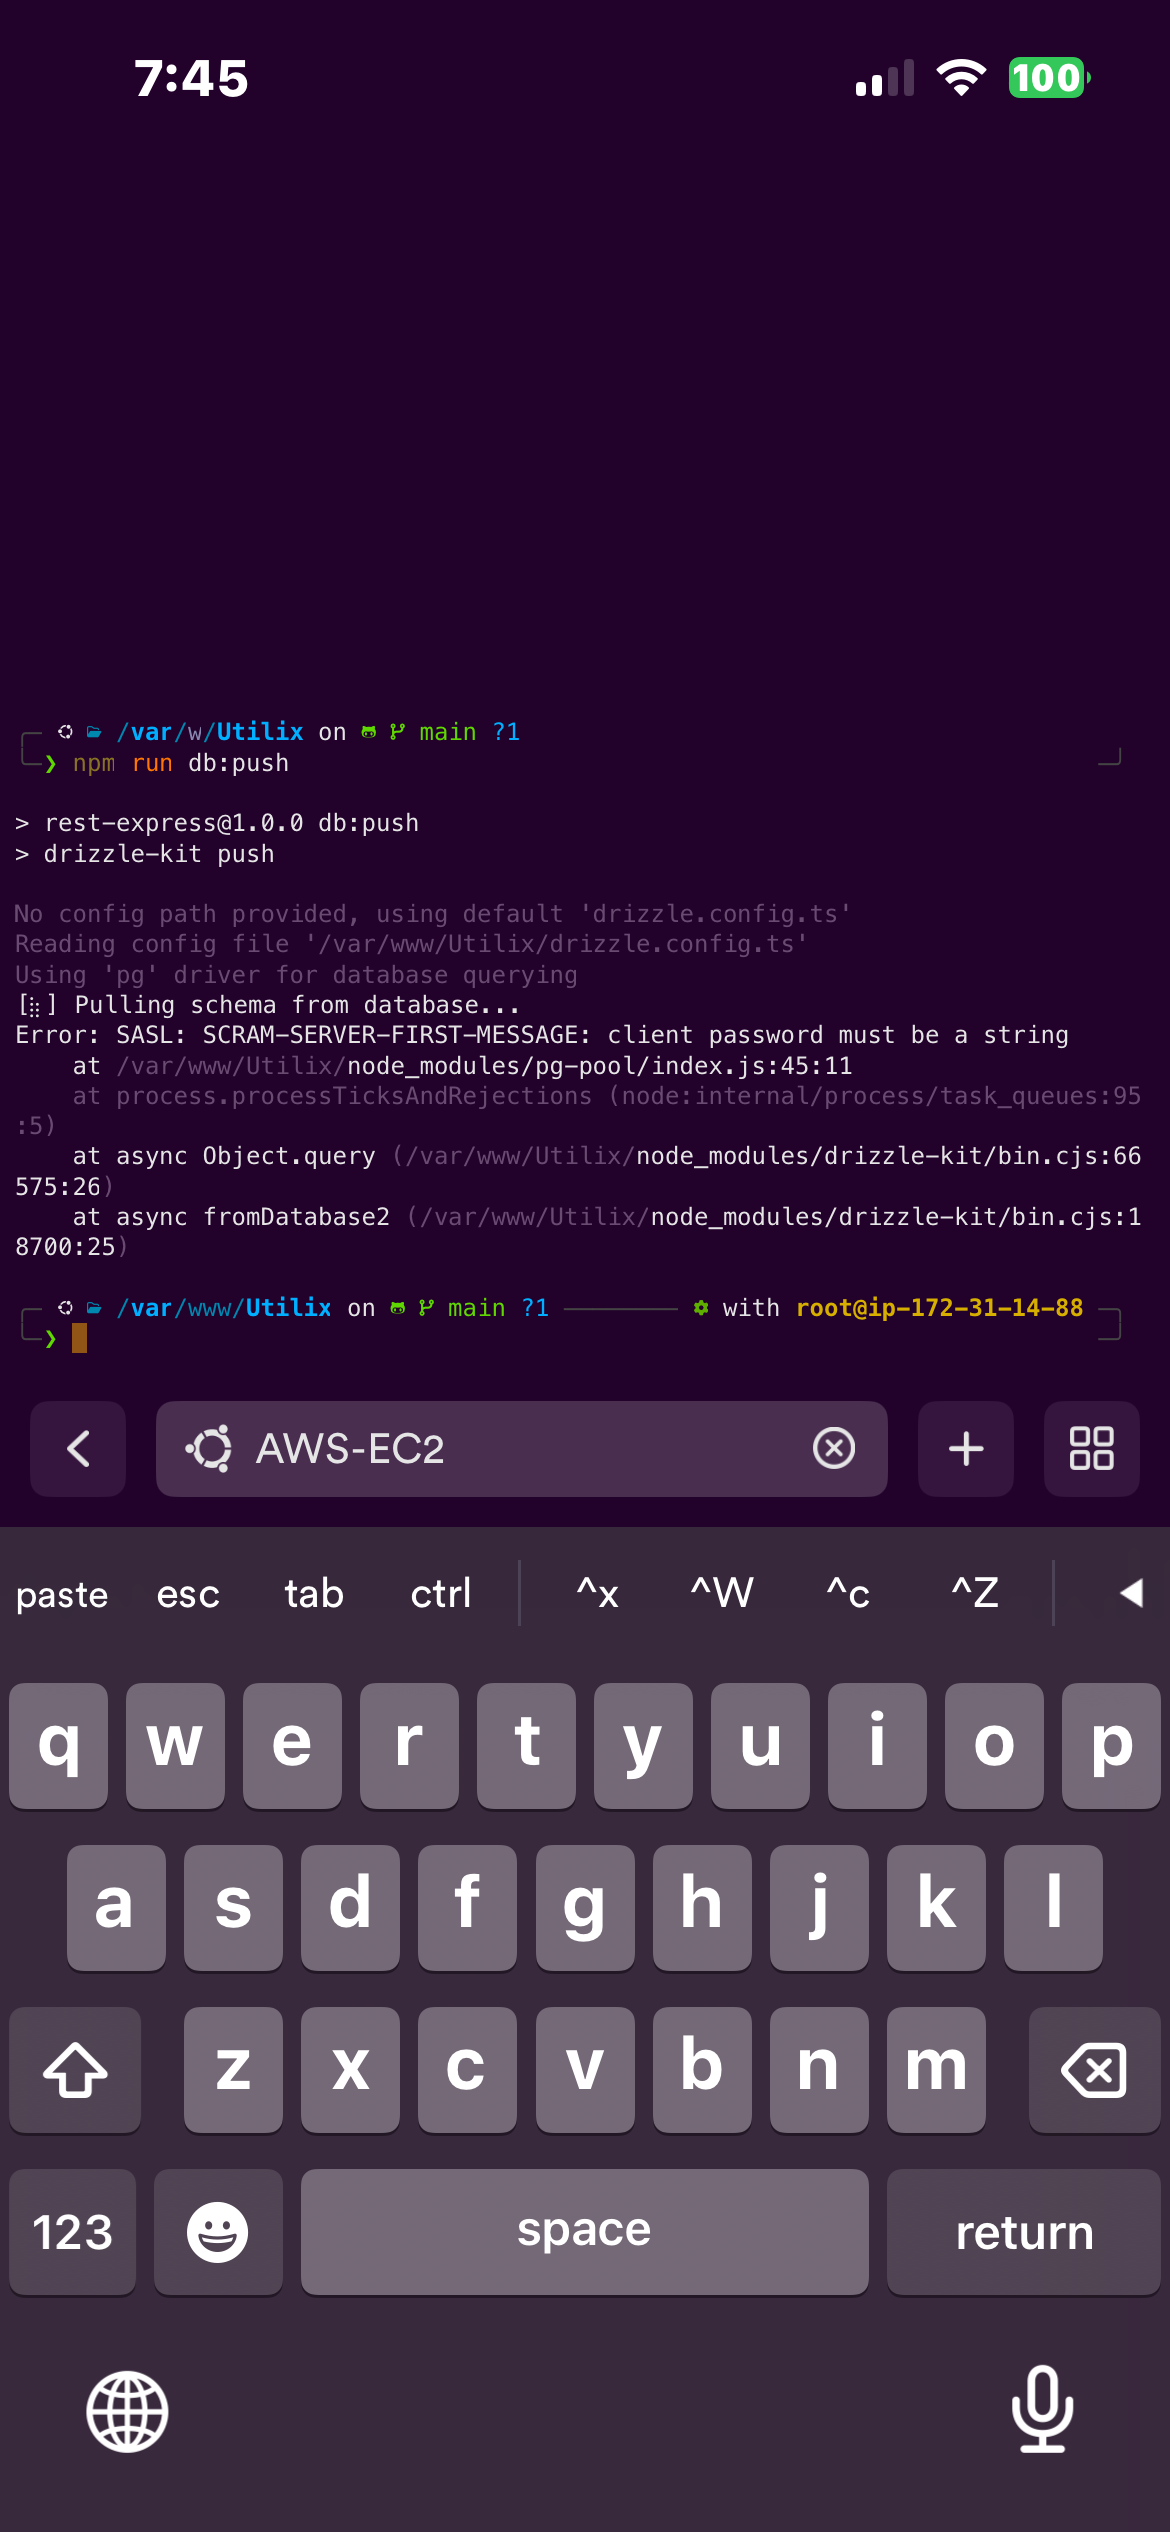 7:45
100
/var/w/Utilix on main ?1
❯ npm run db:push
> rest-express@1.0.0 db:push
> drizzle-kit push
No config path provided, using default 'drizzle.config.ts'
Reading config file '/var/www/Utilix/drizzle.config.ts'
Using 'pg' driver for database querying
[⣷] Pulling schema from database...
Error: SASL: SCRAM-SERVER-FIRST-MESSAGE: client password must be a string
at /var/www/Utilix/node_modules/pg-pool/index.js:45:11
at process.processTicksAndRejections (node:internal/process/task_queues:95
:5)
at async Object.query (/var/www/Utilix/node_modules/drizzle-kit/bin.cjs:66
575:26)
at async fromDatabase2 (/var/www/Utilix/node_modules/drizzle-kit/bin.cjs:1
8700:25)
/var/www/Utilix on main ?1 with root@ip-172-31-14-88
❯
AWS-EC2
paste esc tab ctrl ^x ^W ^c ^Z
q w e r t y u i o p
a s d f g h j k l
z x c v b n m
123 space return